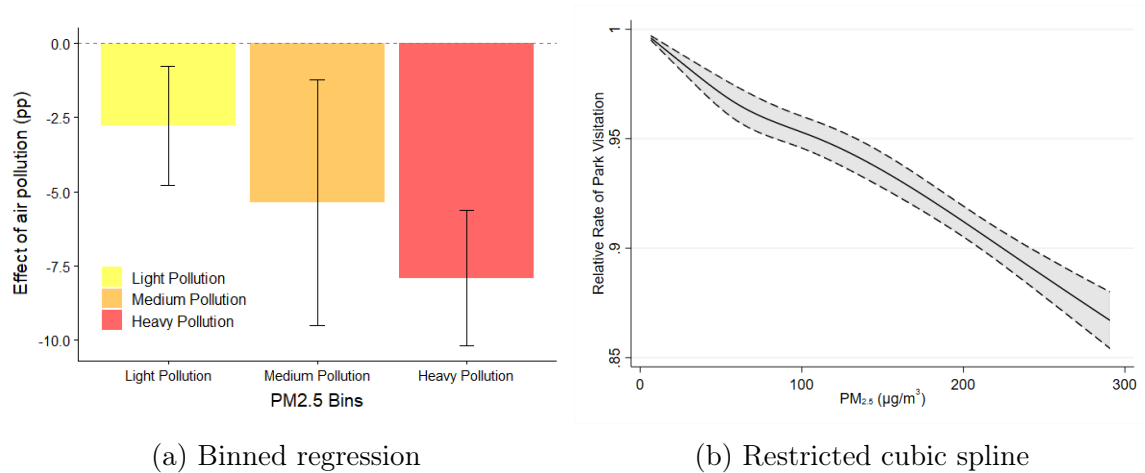 Effect of air pollution (pp)
0.0
-2.5
-5.0
-7.5
-10.0
Light Pollution
Medium Pollution
Heavy Pollution
Light Pollution
Medium Pollution
Heavy Pollution
PM2.5 Bins
(a) Binned regression
Relative Rate of Park Visitation
1
.95
.9
.85
0
100
200
300
PM₂.₅ (µg/m³)
(b) Restricted cubic spline